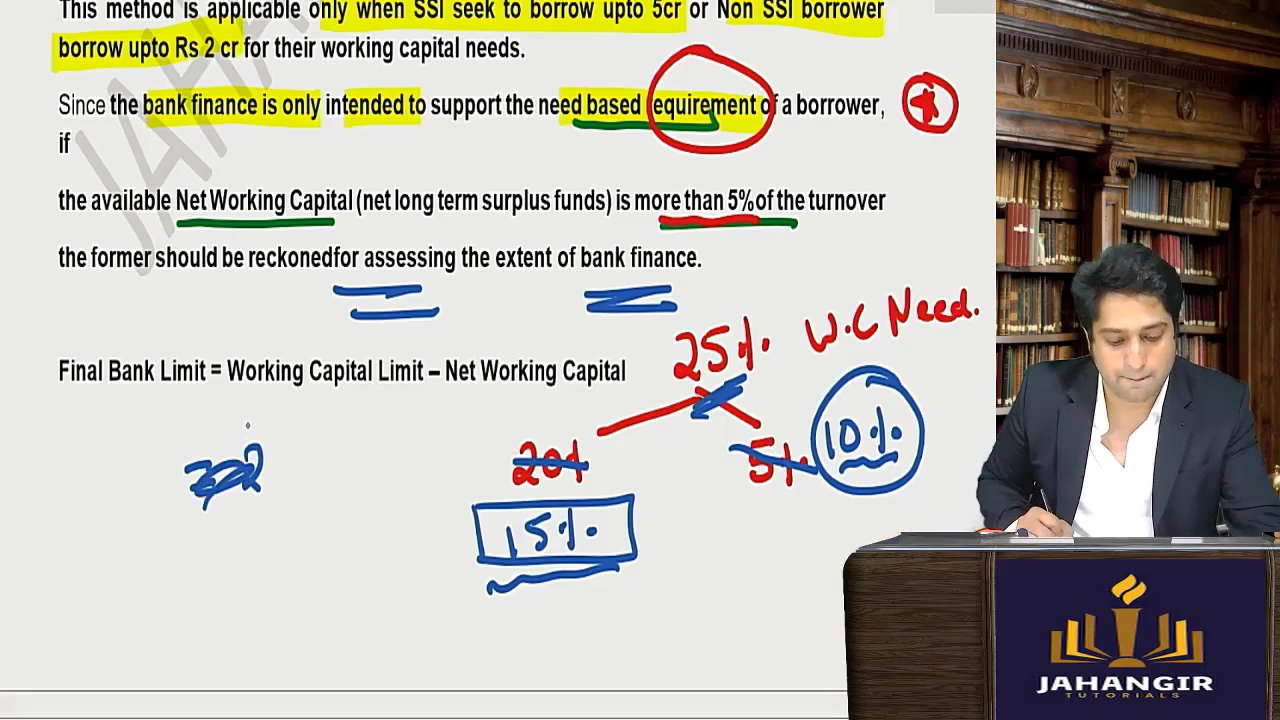 This method is applicable only when SSI seek to borrow upto 5cr or Non SSI borrower
borrow upto Rs 2 cr for their working capital needs.
Since the bank finance is only intended to support the need based requirement of a borrower,
if
the available Net Working Capital (net long term surplus funds) is more than 5%of the turnover
the former should be reckonedfor assessing the extent of bank finance.
25% W.C Need.
Final Bank Limit = Working Capital Limit – Net Working Capital
20% 5% 10%
15%
JAHANGIR
TUTORIALS